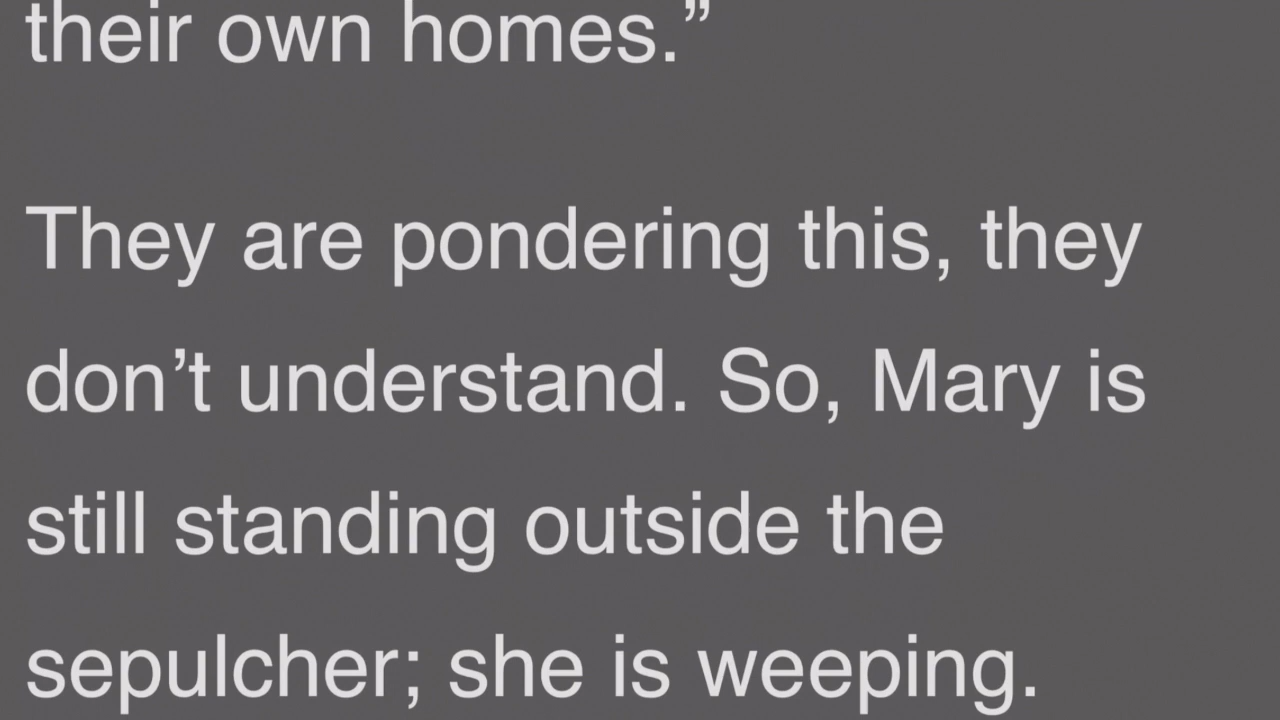 their own homes.”
They are pondering this, they
don’t understand. So, Mary is
still standing outside the
sepulcher; she is weeping.